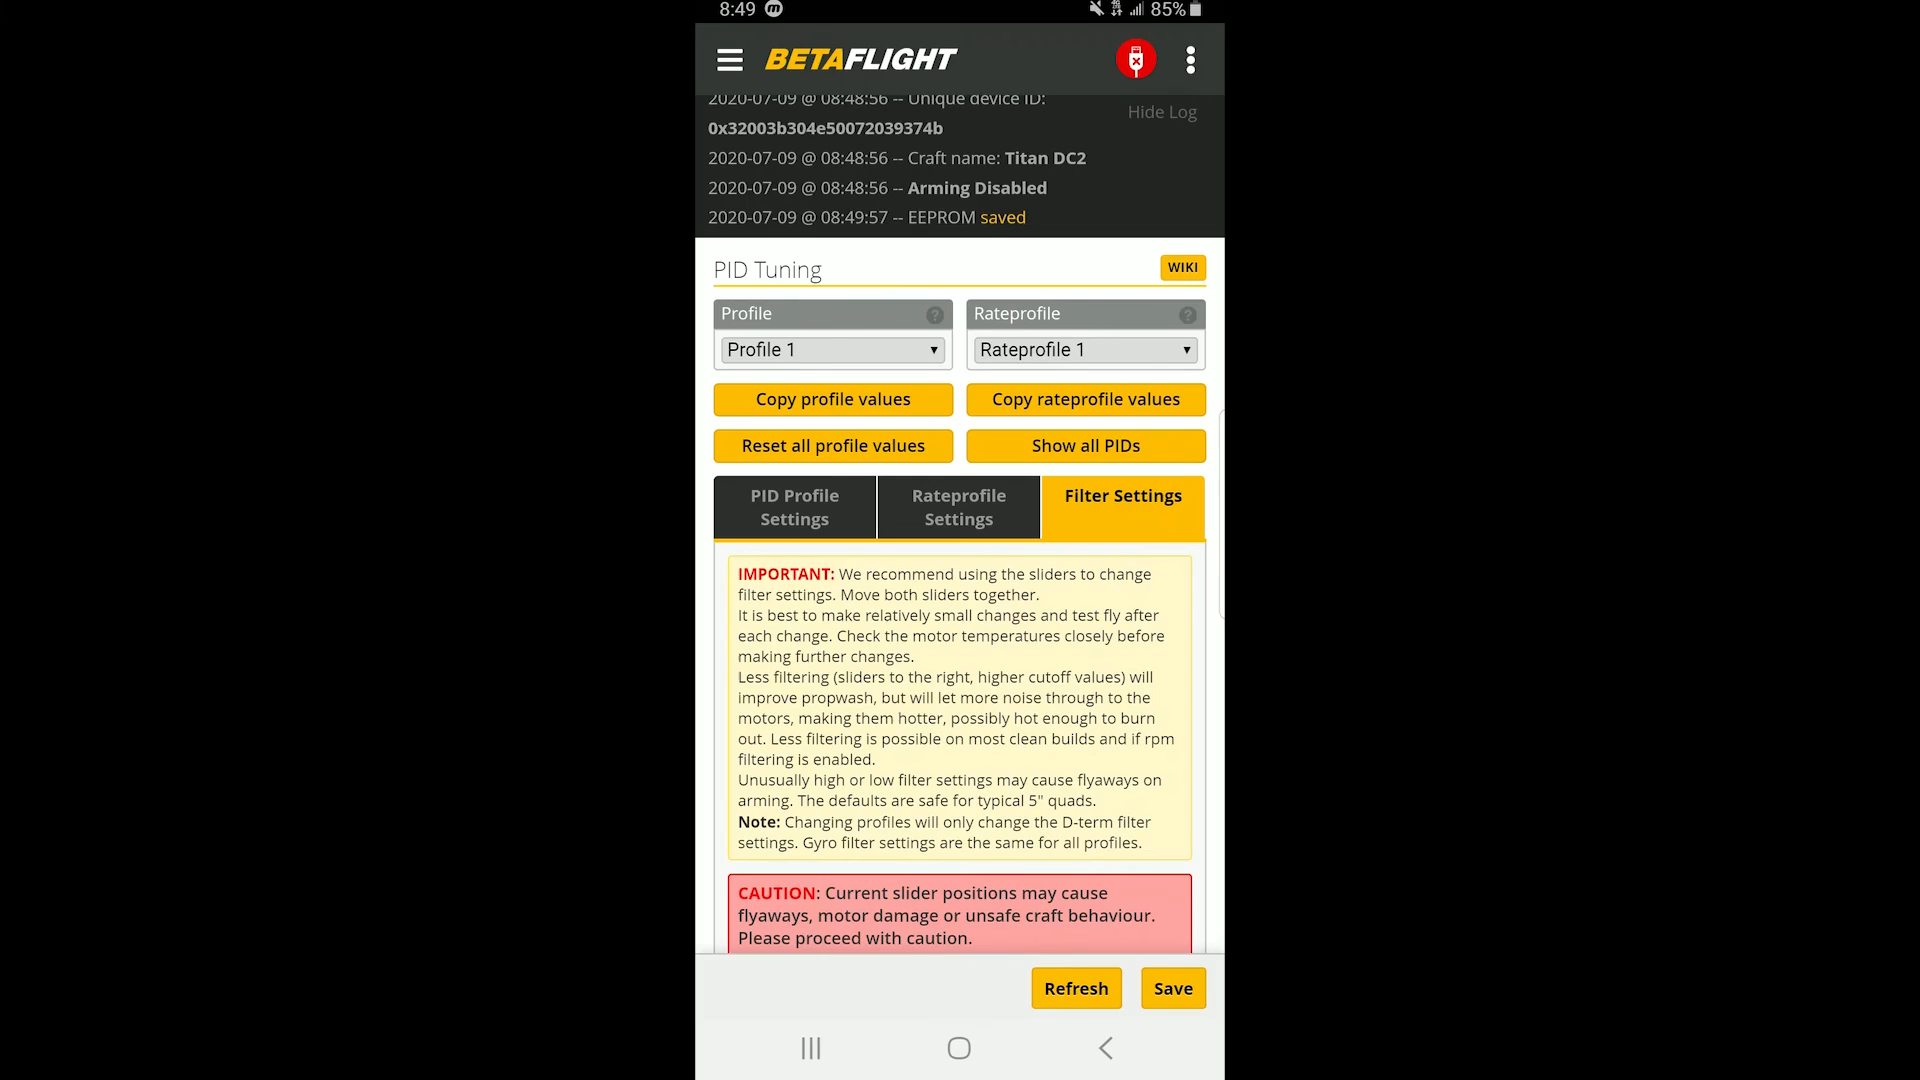 8:49 85%
BETAFLIGHT
2020-07-09 @ 08:48:56 -- Unique device ID:
Hide Log
0x32003b304e50072039374b
2020-07-09 @ 08:48:56 -- Craft name: Titan DC2
2020-07-09 @ 08:48:56 -- Arming Disabled
2020-07-09 @ 08:49:57 -- EEPROM saved
PID Tuning WIKI
Profile ? Rateprofile ?
Profile 1 Rateprofile 1
Copy profile values Copy rateprofile values
Reset all profile values Show all PIDs
PID Profile Settings
Rateprofile Settings
Filter Settings
IMPORTANT: We recommend using the sliders to change
filter settings. Move both sliders together.
It is best to make relatively small changes and test fly after
each change. Check the motor temperatures closely before
making further changes.
Less filtering (sliders to the right, higher cutoff values) will
improve propwash, but will let more noise through to the
motors, making them hotter, possibly hot enough to burn
out. Less filtering is possible on most clean builds and if rpm
filtering is enabled.
Unusually high or low filter settings may cause flyaways on
arming. The defaults are safe for typical 5" quads.
Note: Changing profiles will only change the D-term filter
settings. Gyro filter settings are the same for all profiles.
CAUTION: Current slider positions may cause
flyaways, motor damage or unsafe craft behaviour.
Please proceed with caution.
Refresh Save